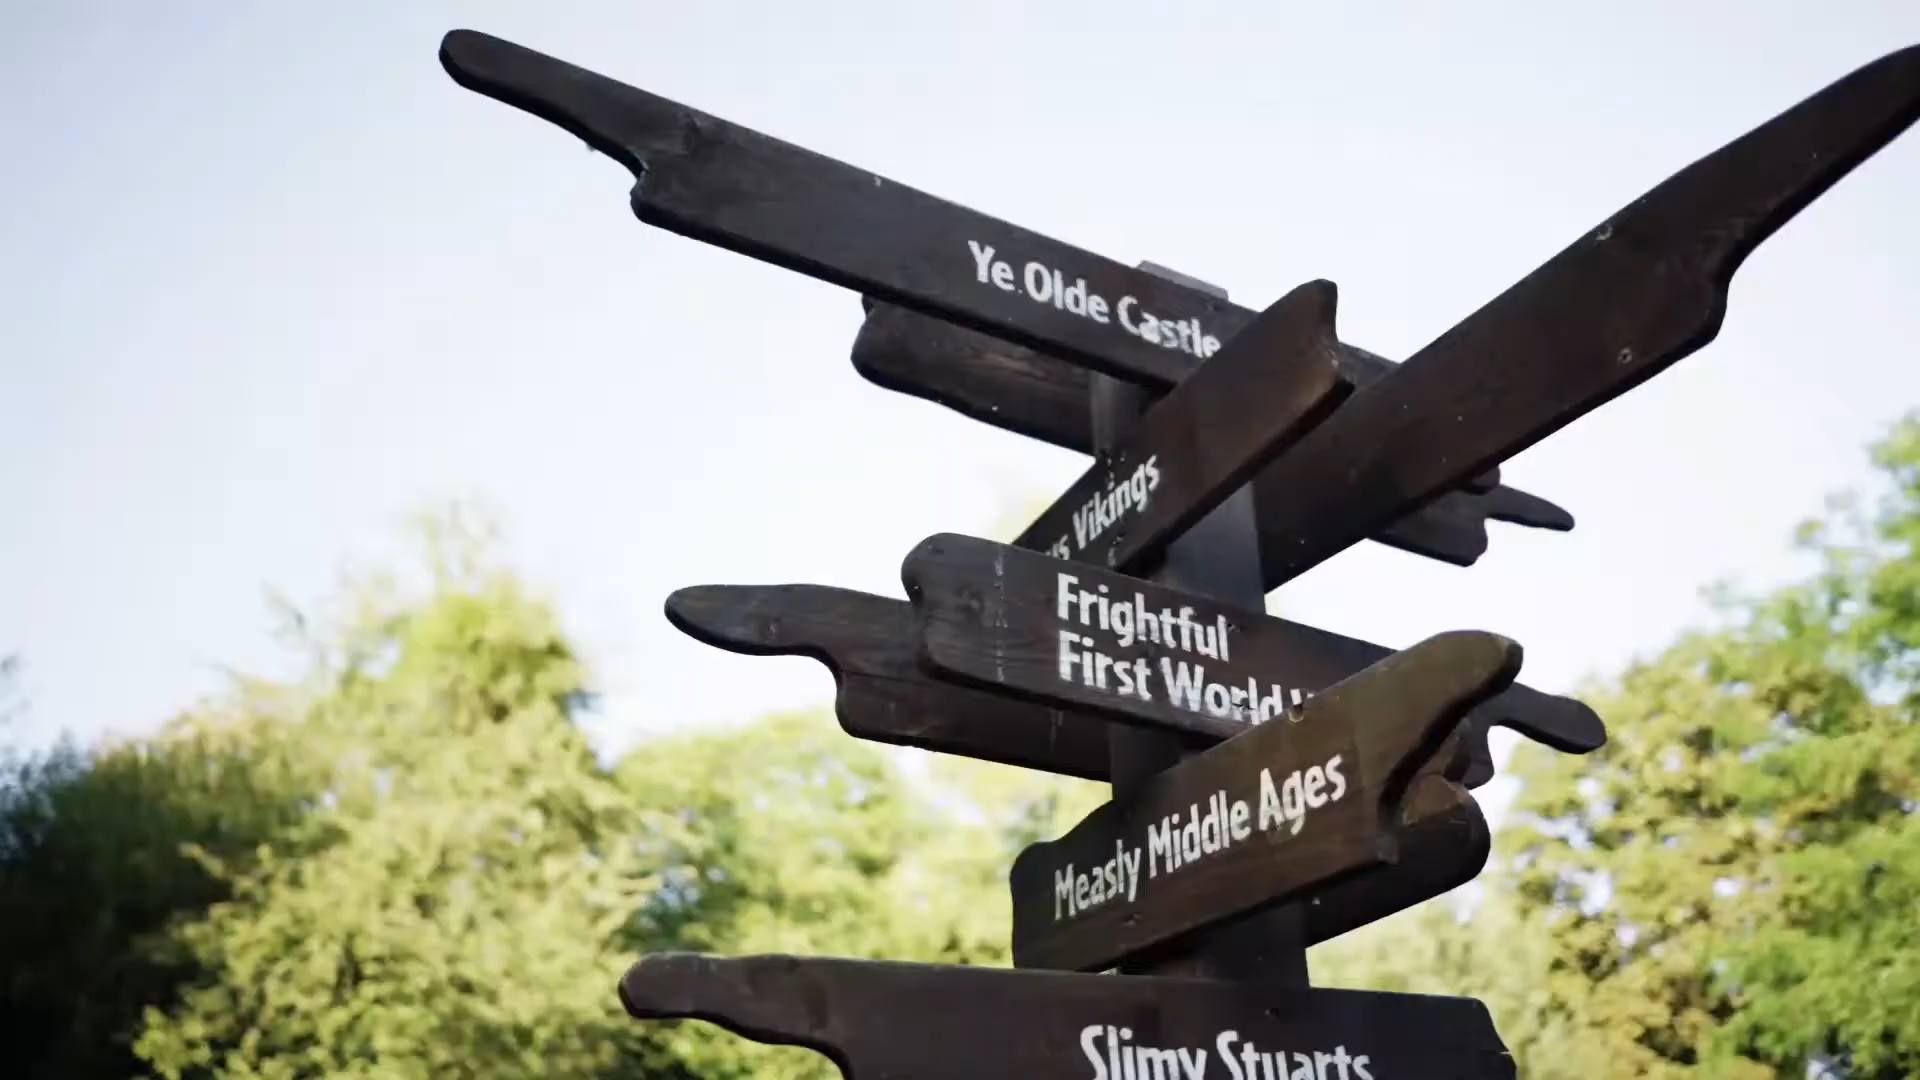 Ye Olde Castle
Vikings
Frightful
First World
Measly Middle Ages
Slimy Stuarts